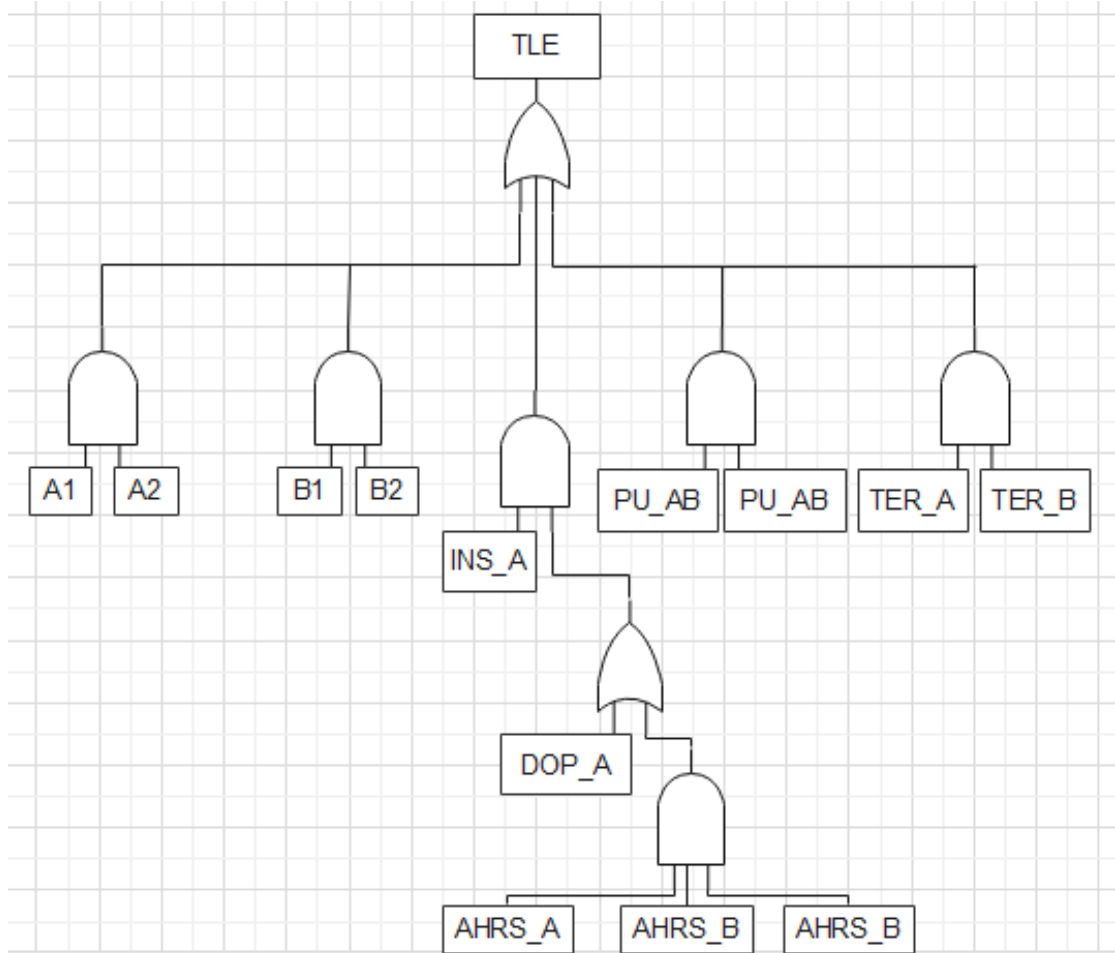 TLE
A1
A2
B1
B2
PU_AB
PU_AB
TER_A
TER_B
INS_A
DOP_A
AHRS_A
AHRS_B
AHRS_B